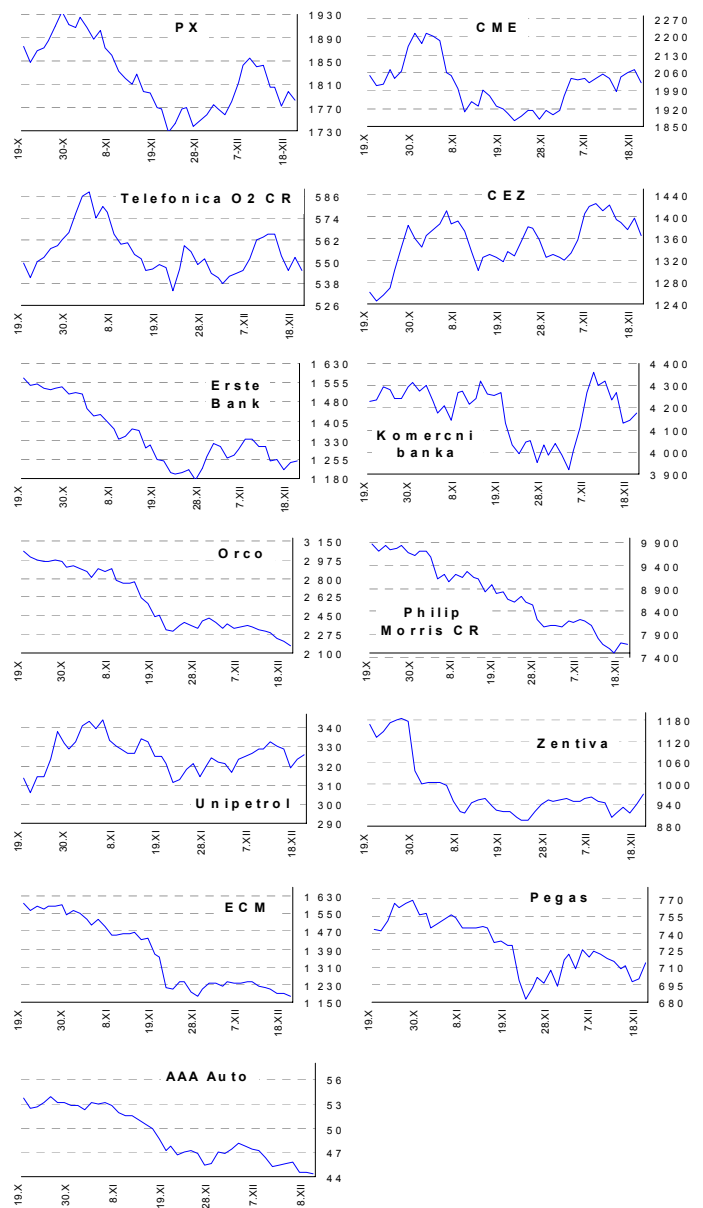 PX
1930
1890
1850
1810
1770
1730
19.X
30-X
8.XI
19.XI
28.XI
7.XII
18-XII
CME
2270
2200
2130
2060
1990
1920
1850
19.X
30.X
8.XI
19.XI
28.XI
7.XII
18.XII
Telefonica O2 CR
586
574
562
550
538
526
19.X
30.X
8.XI
19.XI
28.XI
7.XII
18.XII
CEZ
1440
1400
1360
1320
1280
1240
19.X
30.X
8.XI
19.XI
28.XI
7.XII
18.XII
Erste
Bank
1 630
1 555
1 480
1 405
1 330
1 255
1 180
19.X
30.X
8.XI
19.XI
28.XI
7.XII
18.XII
Komercni
banka
4 400
4 300
4 200
4 100
4 000
3 900
19.X
30.X
8.XI
19.XI
28.XI
7.XII
18.XII
Orco
3 150
2 975
2 800
2 625
2 450
2 275
2 100
19.X
30.X
8.XI
19.XI
28.XI
7.XII
18.XII
Philip
Morris CR
9 900
9 400
8 900
8 400
7 900
7 400
19.X
30.X
8.XI
19.XI
28.XI
7.XII
18.XII
Unipetrol
340
330
320
310
300
290
19.X
30.X
8.XI
19.XI
28.XI
7.XII
18.XII
Zentiva
1180
1120
1060
1000
940
880
19.X
30.X
8.XI
19.XI
28.XI
7.XII
18.XII
ECM
1 630
1 550
1 470
1 390
1 310
1 230
1 150
19.X
30.X
8.XI
19.XI
28.XI
7.XII
18.XII
Pegas
770
755
740
725
710
695
680
19.X
30.X
8.XI
19.XI
28.XI
7.XII
18.XII
AAA Auto
56
53
50
47
44
19.X
30.X
8.XI
19.XI
28.XI
7.XII
8.XII